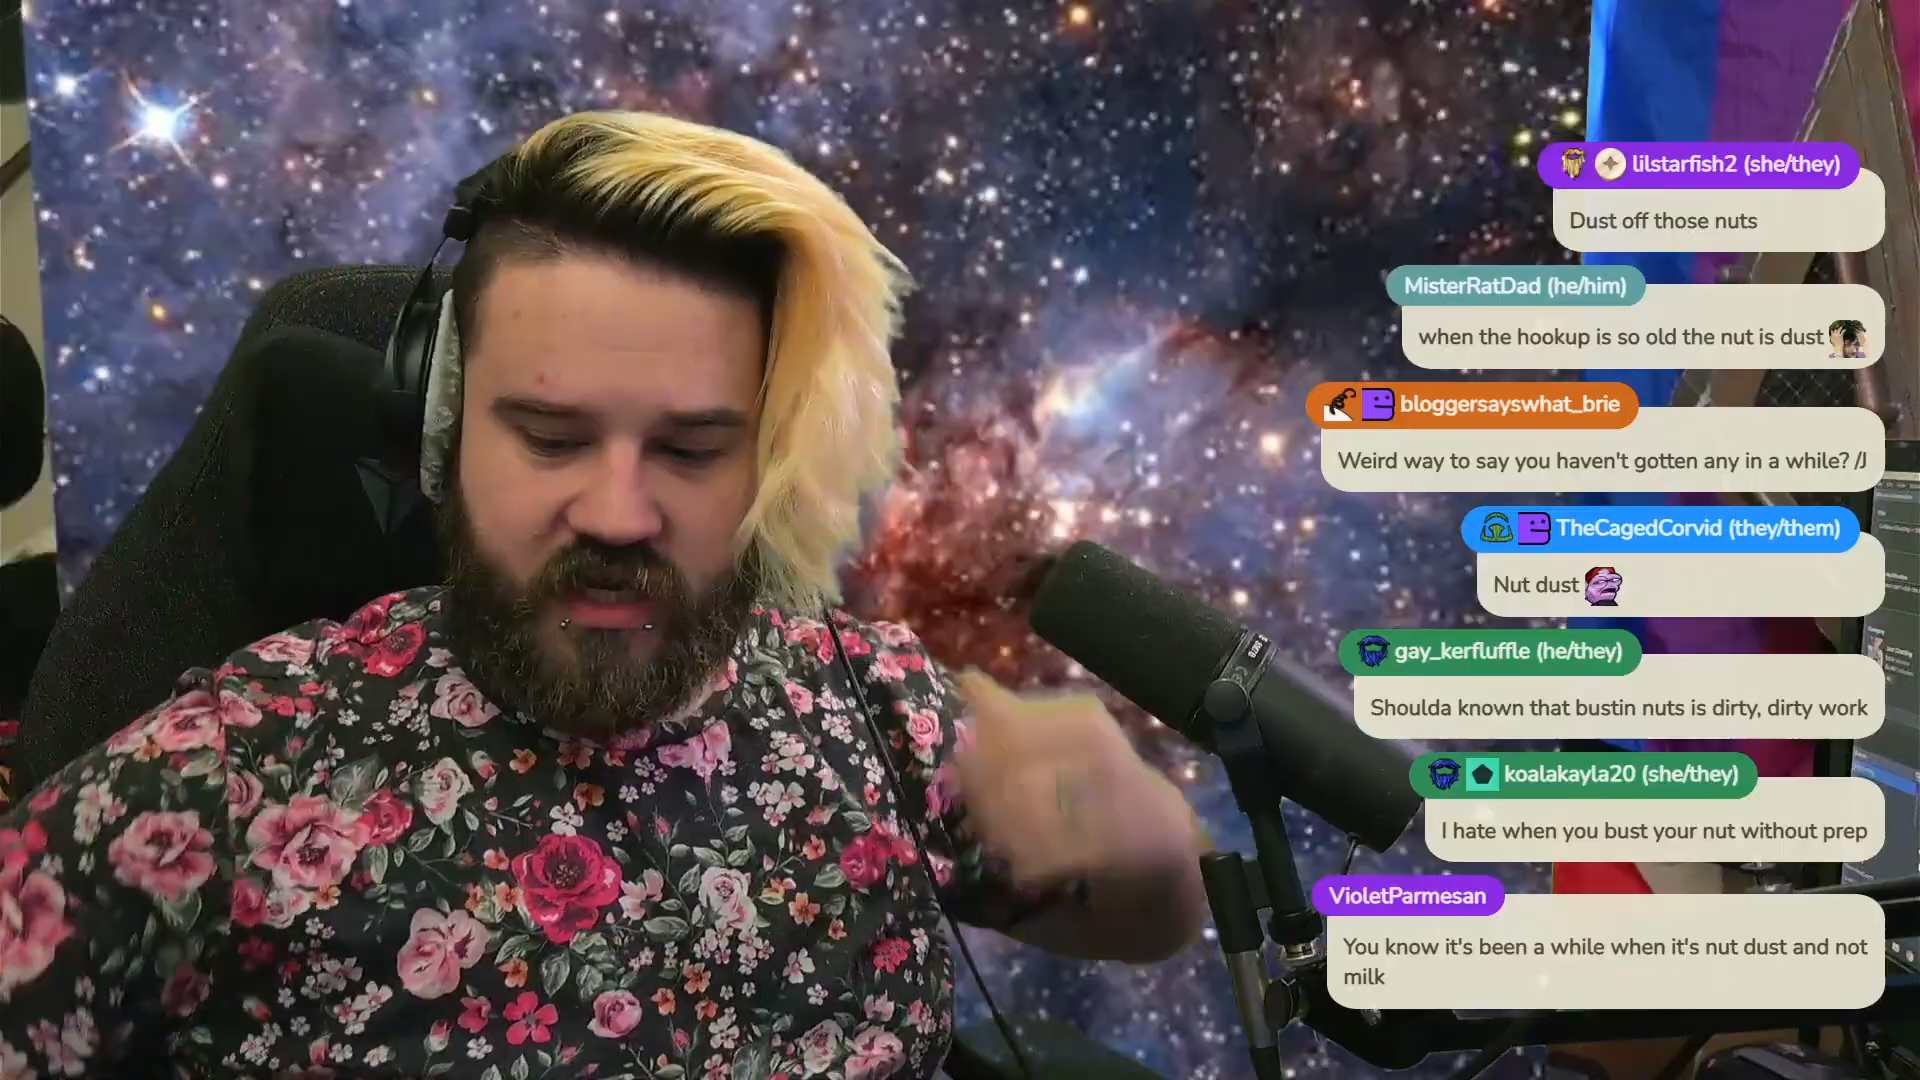 lilstarfish2 (she/they)
Dust off those nuts
MisterRatDad (he/him)
when the hookup is so old the nut is dust
bloggersayswhat_brie
Weird way to say you haven't gotten any in a while? /J
TheCagedCorvid (they/them)
Nut dust
gay_kerfluffle (he/they)
Shoulda known that bustin nuts is dirty, dirty work
koalakayla20 (she/they)
I hate when you bust your nut without prep
VioletParmesan
You know it's been a while when it's nut dust and not
milk